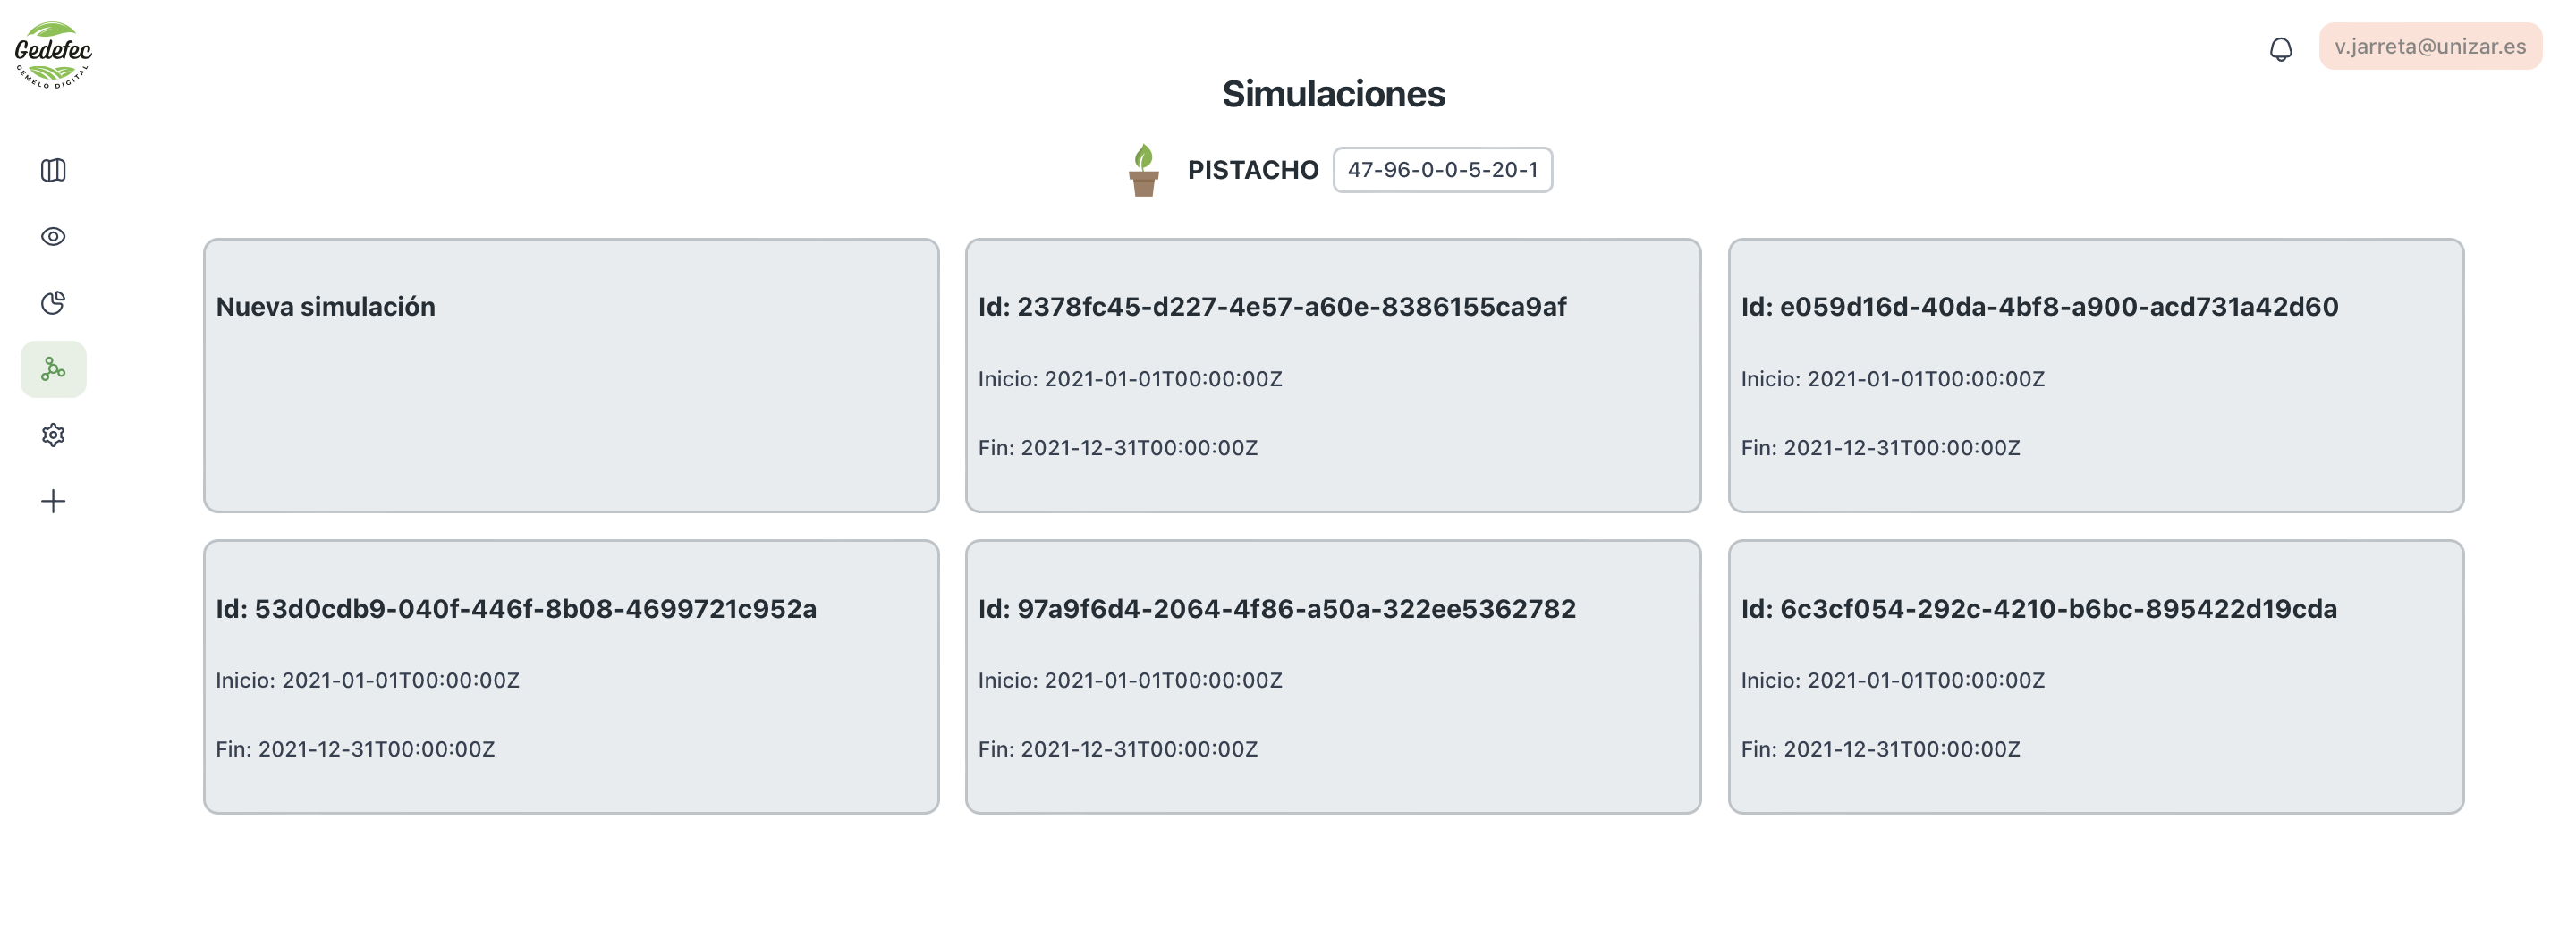 Gedefec
GEMELO DIGITAL
v.jarreta@unizar.es
Simulaciones
PISTACHO 47-96-0-0-5-20-1
Nueva simulación
Id: 2378fc45-d227-4e57-a60e-8386155ca9af
Inicio: 2021-01-01T00:00:00Z
Fin: 2021-12-31T00:00:00Z
Id: e059d16d-40da-4bf8-a900-acd731a42d60
Inicio: 2021-01-01T00:00:00Z
Fin: 2021-12-31T00:00:00Z
Id: 53d0cdb9-040f-446f-8b08-4699721c952a
Inicio: 2021-01-01T00:00:00Z
Fin: 2021-12-31T00:00:00Z
Id: 97a9f6d4-2064-4f86-a50a-322ee5362782
Inicio: 2021-01-01T00:00:00Z
Fin: 2021-12-31T00:00:00Z
Id: 6c3cf054-292c-4210-b6bc-895422d19cda
Inicio: 2021-01-01T00:00:00Z
Fin: 2021-12-31T00:00:00Z